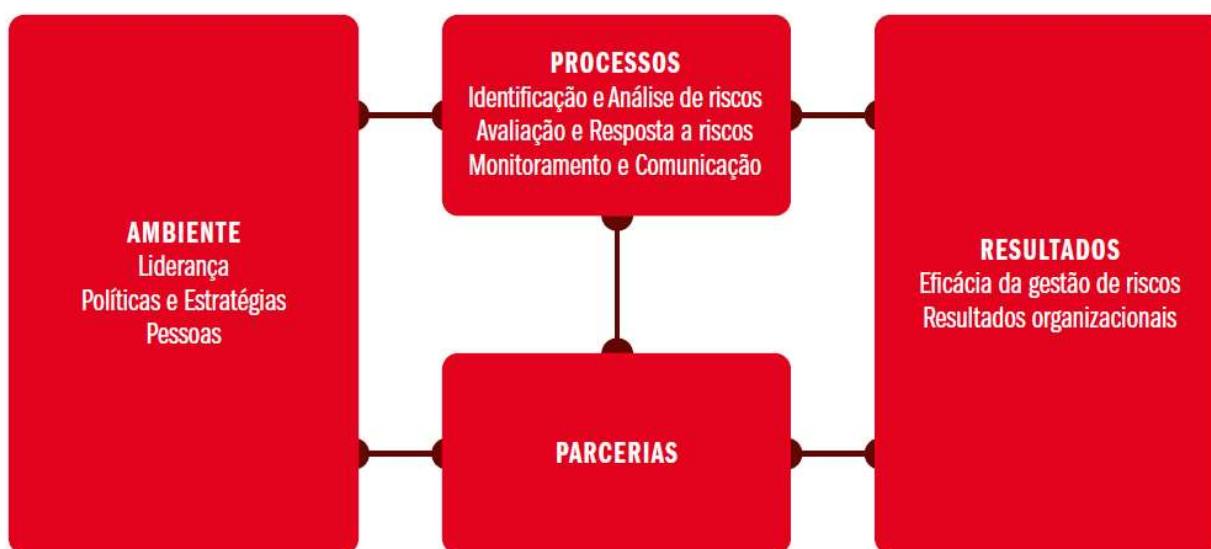 AMBIENTE
Liderança
Políticas e Estratégias
Pessoas
PROCESSOS
Identificação e Análise de riscos
Avaliação e Resposta a riscos
Monitoramento e Comunicação
PARCERIAS
RESULTADOS
Eficácia da gestão de riscos
Resultados organizacionais